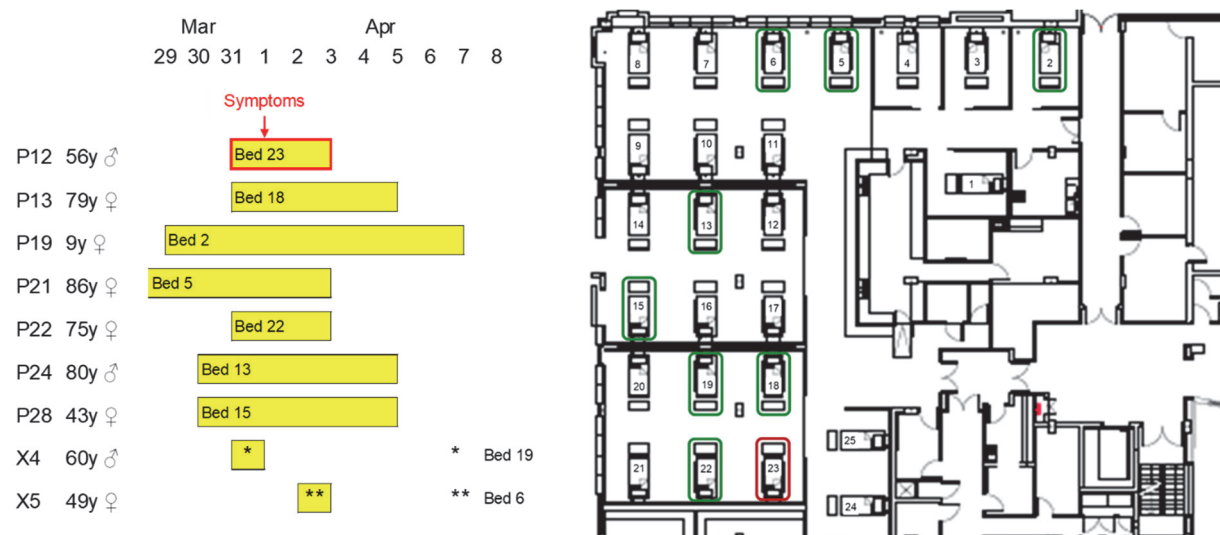 Mar Apr
29 30 31 1 2 3 4 5 6 7 8
Symptoms
P12 56y ♂ Bed 23
P13 79y ♀ Bed 18
P19 9y ♀ Bed 2
P21 86y ♀ Bed 5
P22 75y ♀ Bed 22
P24 80y ♂ Bed 13
P28 43y ♀ Bed 15
X4 60y ♂ * * Bed 19
X5 49y ♀ ** ** Bed 6
8 7 6 5 4 3 2
9 10 11
1
14 13 12
15 16 17
20 19 18
25
21 22 23
24